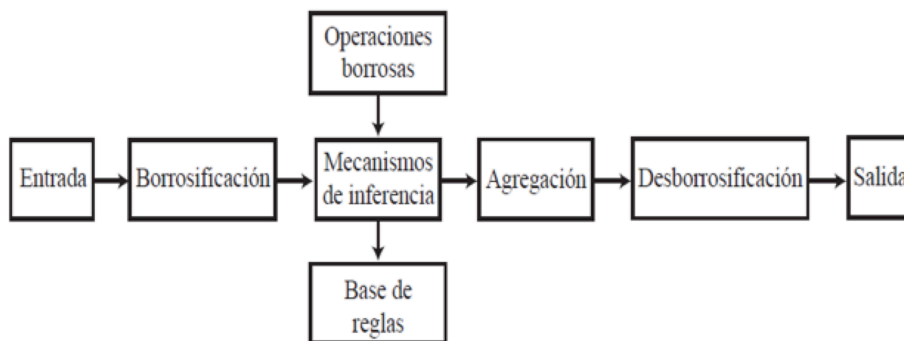 Operaciones
borrosas
Entrada
Borrosificación
Mecanismos
de inferencia
Agregación
Desborrosificación
Salida
Base de
reglas